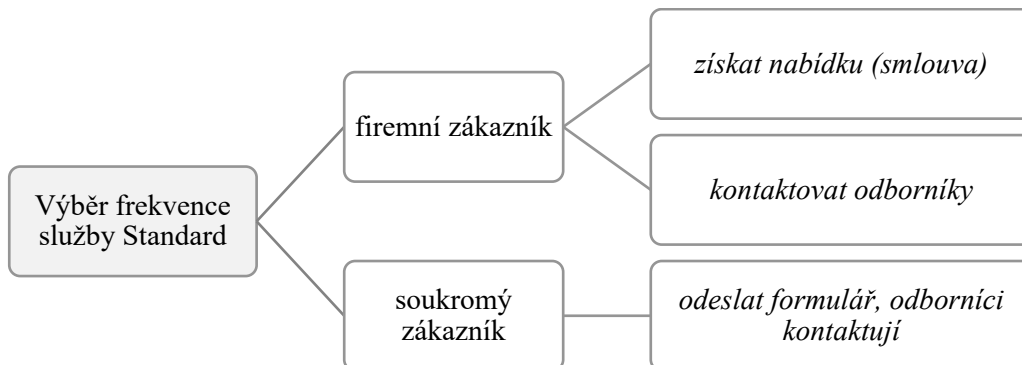 získat nabídku (smlouva)
firemní zákazník
kontaktovat odborníky
Výběr frekvence
služby Standard
soukromý
zákazník
odeslat formulář, odborníci
kontaktují